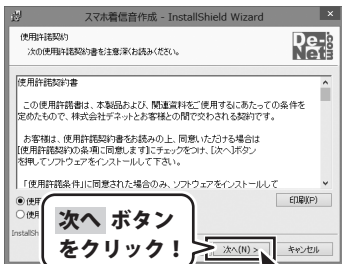 スマホ着信音作成 - InstallShield Wizard
使用許諾契約
次の使用許諾契約書を注意深くお読みください。
De-Net
使用許諾契約書
この使用許諾書は、本製品および、関連資料をご使用するにあたっての条件を
定めたもので、株式会社デネットとお客様との間で交わされる契約です。
お客様は、使用許諾契約書をお読みの上、同意いただける場合は
[使用許諾契約の条項に同意します]にチェックをつけ、[次へ]ボタン
を押してソフトウェアをインストールして下さい。
「使用許諾条件」に同意された場合のみ、ソフトウェアをインストールして
使用
使用
印刷(P)
InstallSh
次へ ボタン
をクリック!
次へ(N) >
キャンセル